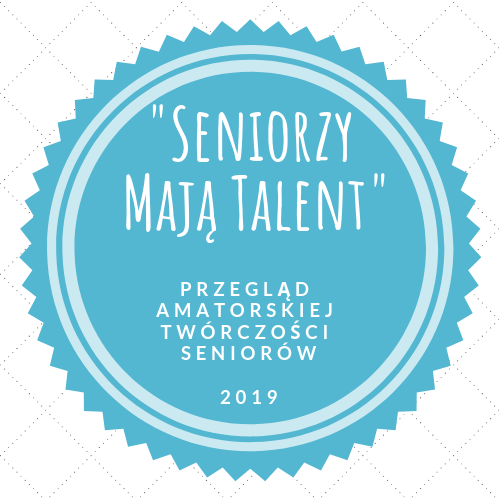 "Seniorzy
Mają Talent"
PRZEGLĄD
AMATORSKIEJ
TWÓRCZOŚCI
SENIORÓW
2019